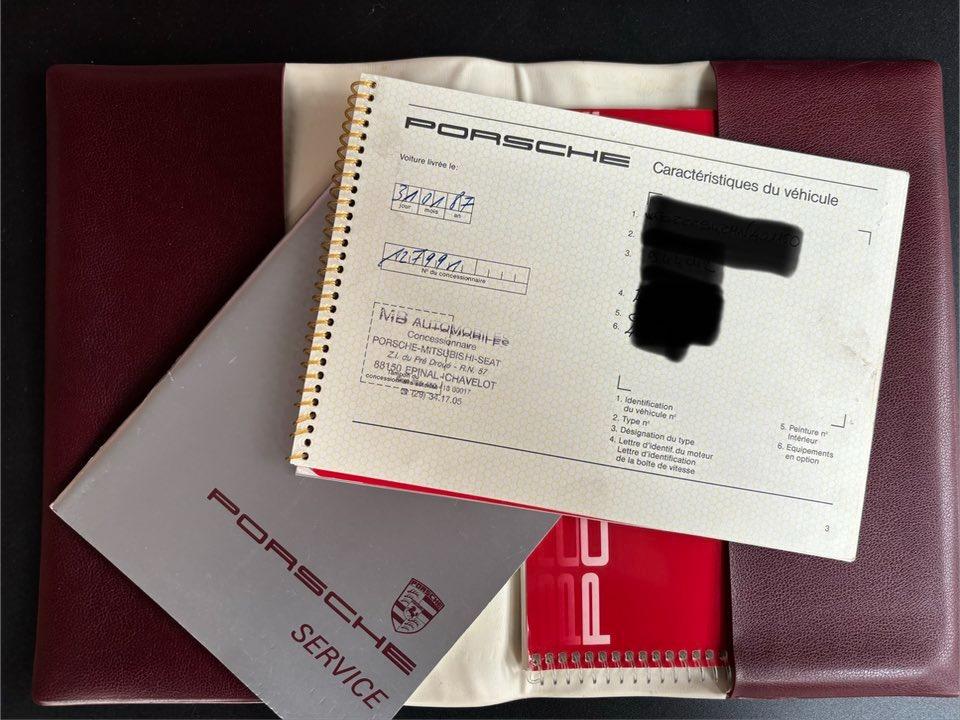 PORSCHE
Caractéristiques du véhicule
Voiture livrée le:
31 01 87
jour mois an
12799
N° du concessionnaire
MB AUTOMOBILES
Concessionnaire
PORSCHE-MITSUBISHI-SEAT
Z.I. du Pré Droué - R.N. 57
88150 EPINAL-CHAVELOT
☎ (29) 34.17.05
1.
2.
3.
4.
5.
6.
1. Identification
du véhicule n°
2. Type n°
3. Désignation du type
4. Lettre d'identif. du moteur
Lettre d'identification
de la boîte de vitesse
5. Peinture n°
Intérieur
6. Equipements
en option
3
PORSCHE
SERVICE
PORSCHE
PO